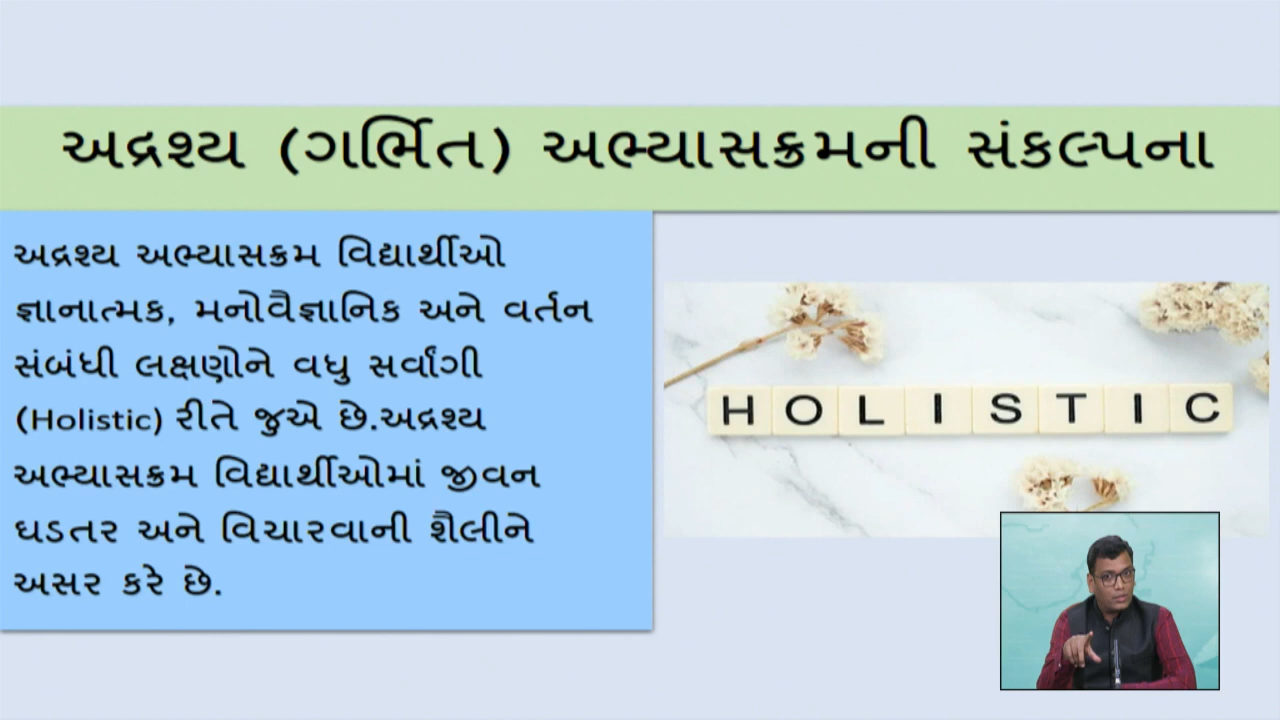 અદ્રશ્ય (ગર્ભિત) અભ્યાસક્રમની સંકલ્પના
અદ્રશ્ય અભ્યાસક્રમ વિદ્યાર્થીઓ
જ્ઞાનાત્મક, મનોવૈજ્ઞાનિક અને વર્તન
સંબંધી લક્ષણોને વધુ સર્વાંગી
(Holistic) રીતે જુએ છે.અદ્રશ્ય
અભ્યાસક્રમ વિદ્યાર્થીઓમાં જીવન
ઘડતર અને વિચારવાની શૈલીને
અસર કરે છે.
HOLISTIC